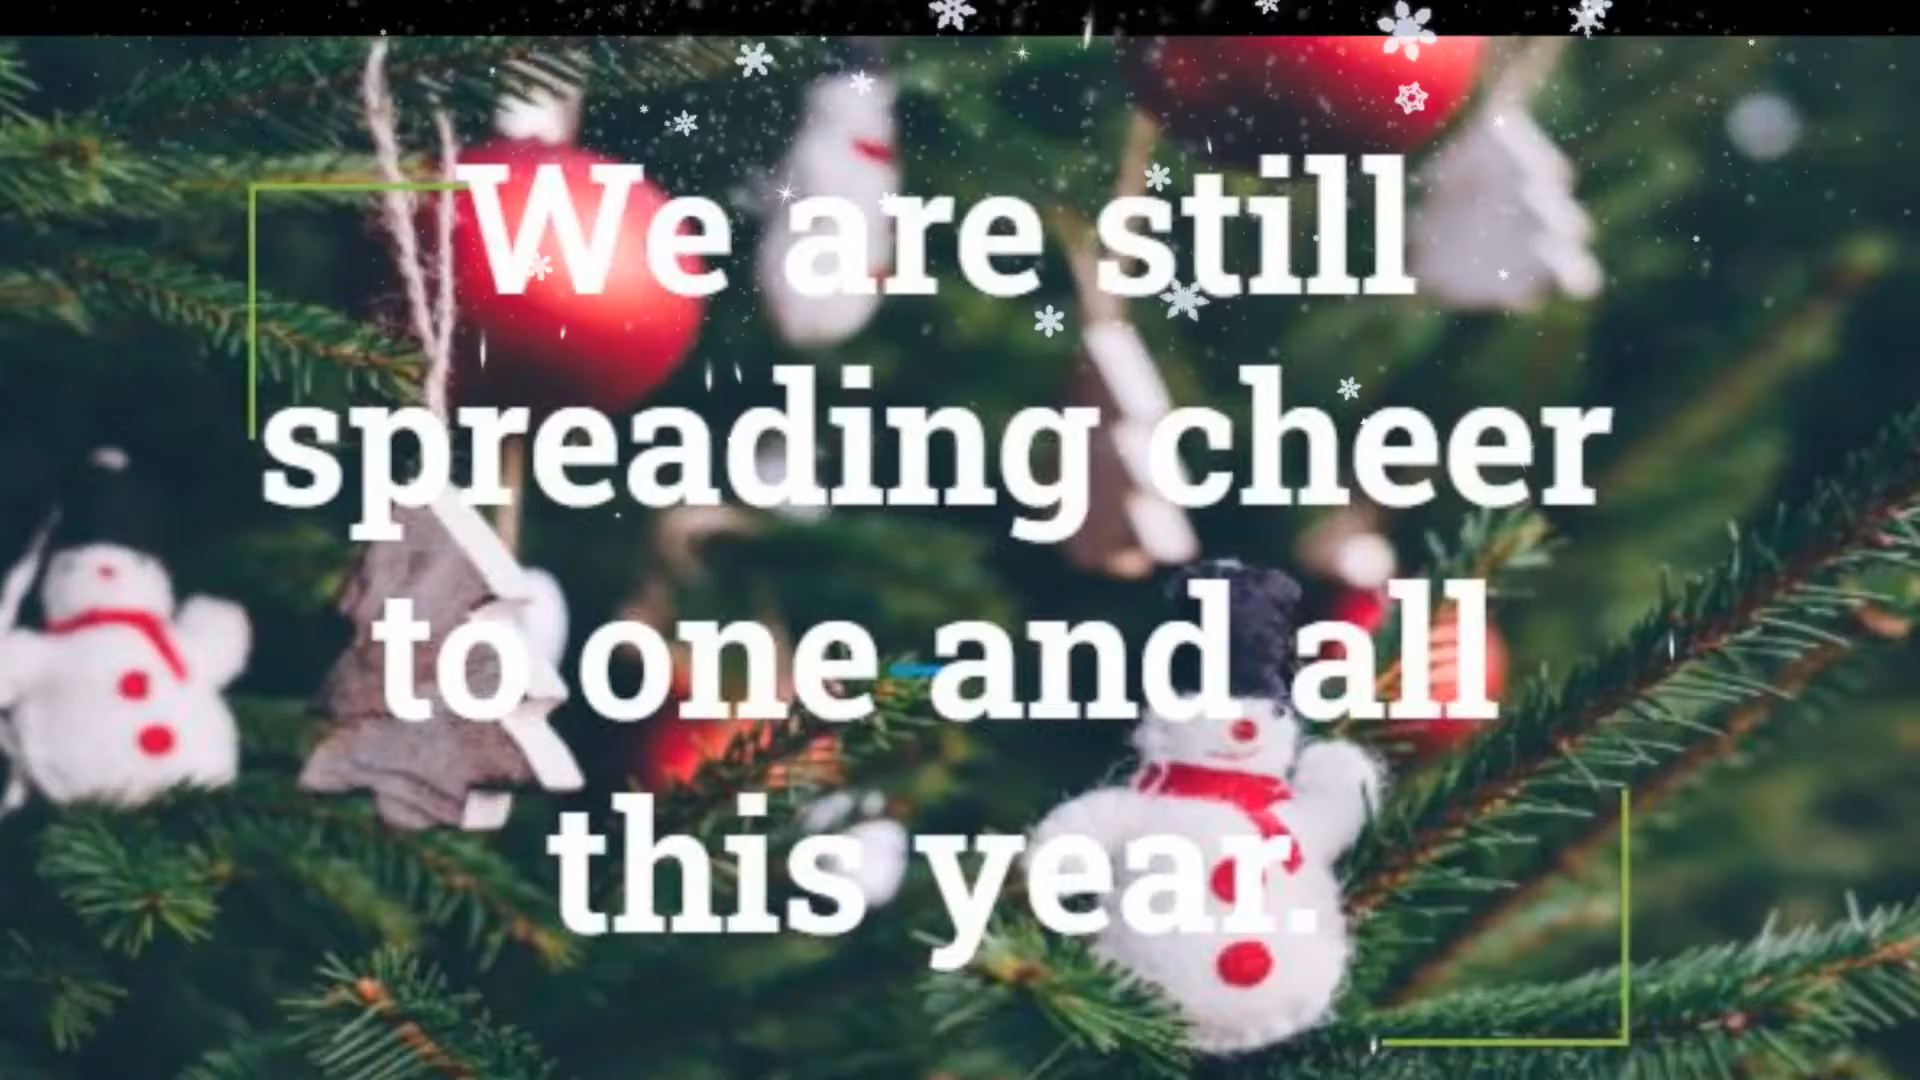 We are still
spreading cheer
to one and all
this year.